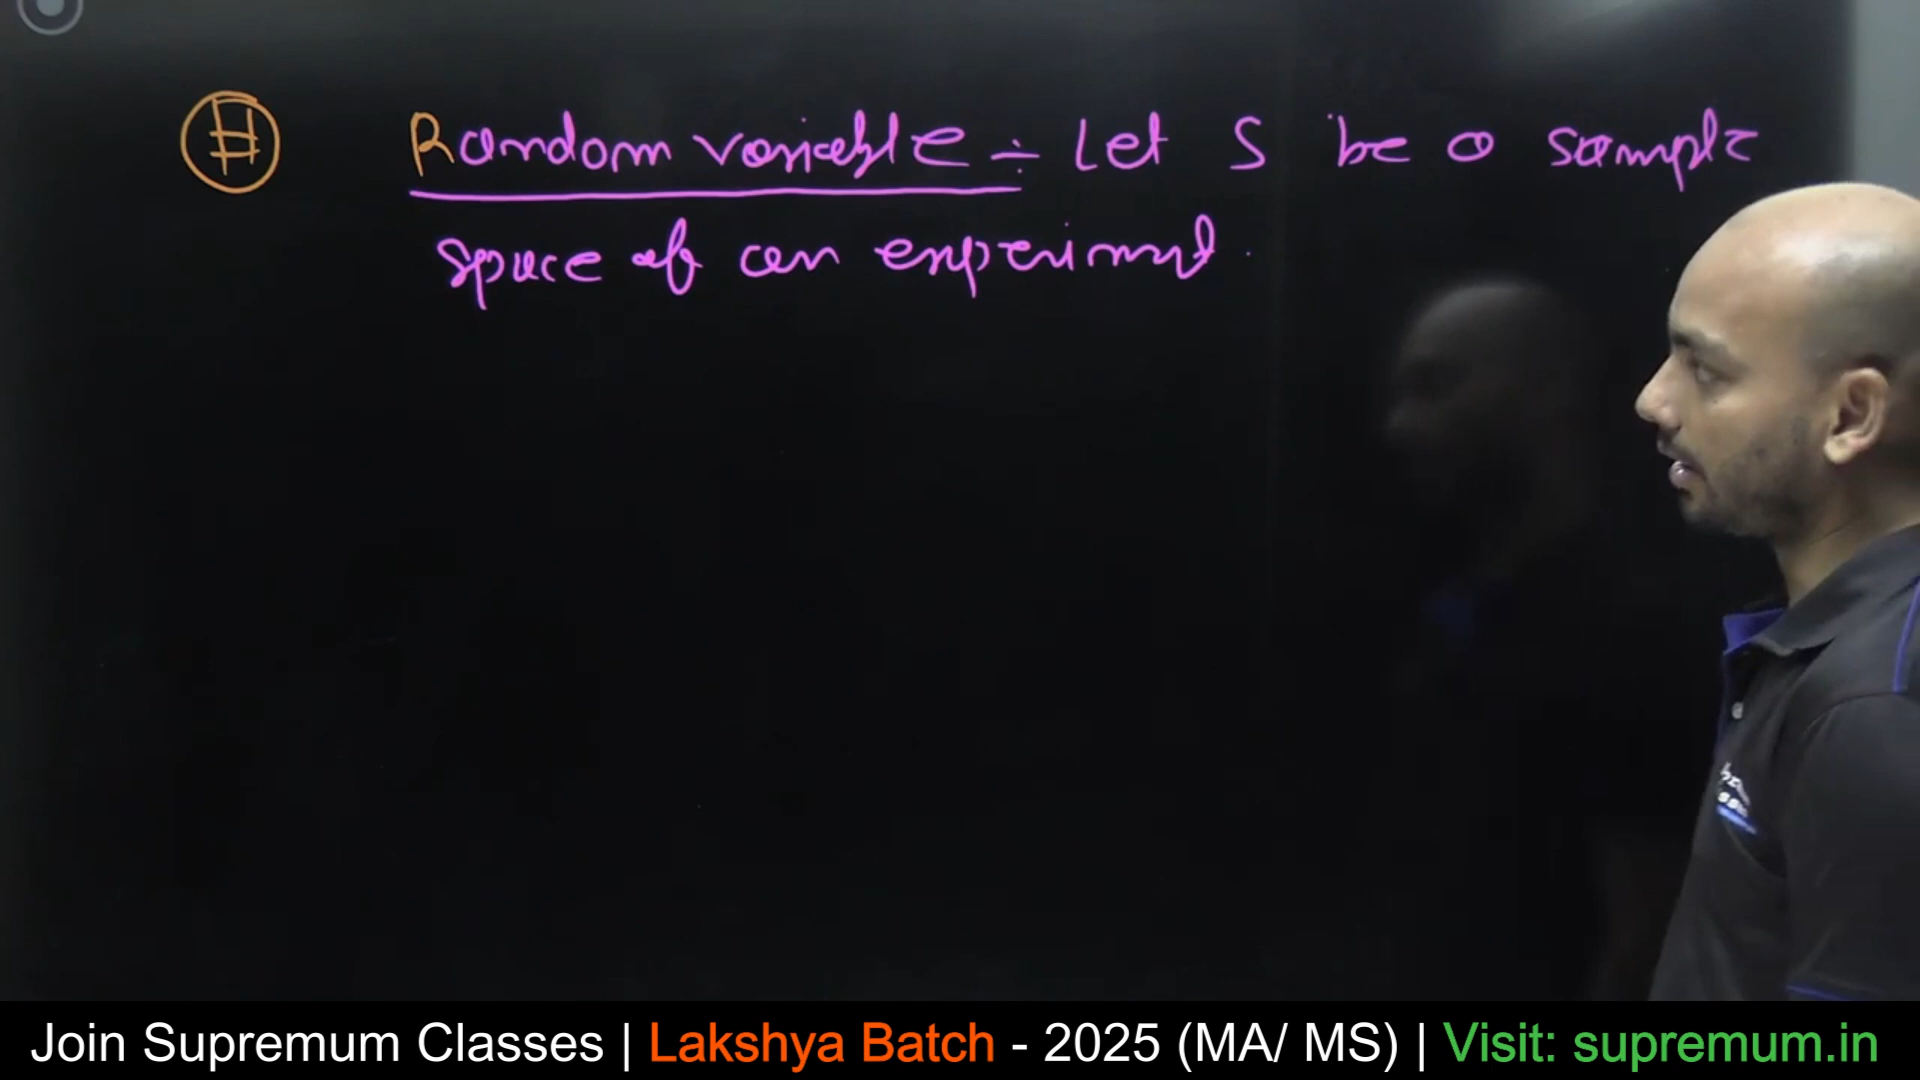 # Random variable ÷ Let S be a sample
space of an experiment.
Join Supremum Classes | Lakshya Batch - 2025 (MA/ MS) | Visit: supremum.in